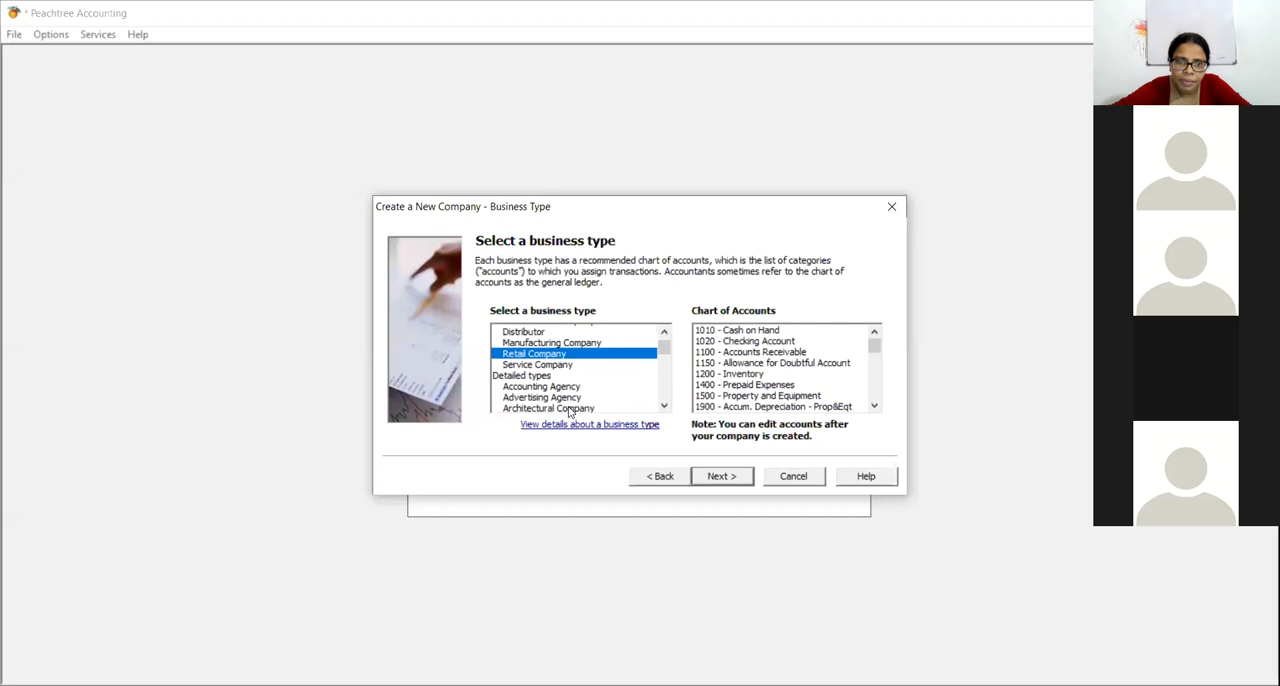 * Peachtree Accounting
File Options Services Help
Create a New Company - Business Type
Select a business type
Each business type has a recommended chart of accounts, which is the list of categories
("accounts") to which you assign transactions. Accountants sometimes refer to the chart of
accounts as the general ledger.
Select a business type
Distributor
Manufacturing Company
Retail Company
Service Company
Detailed types
Accounting Agency
Advertising Agency
Architectural Company
View details about a business type
Chart of Accounts
1010 - Cash on Hand
1020 - Checking Account
1100 - Accounts Receivable
1150 - Allowance for Doubtful Account
1200 - Inventory
1400 - Prepaid Expenses
1500 - Property and Equipment
1900 - Accum. Depreciation - Prop&Eqt
Note: You can edit accounts after
your company is created.
< Back Next > Cancel Help